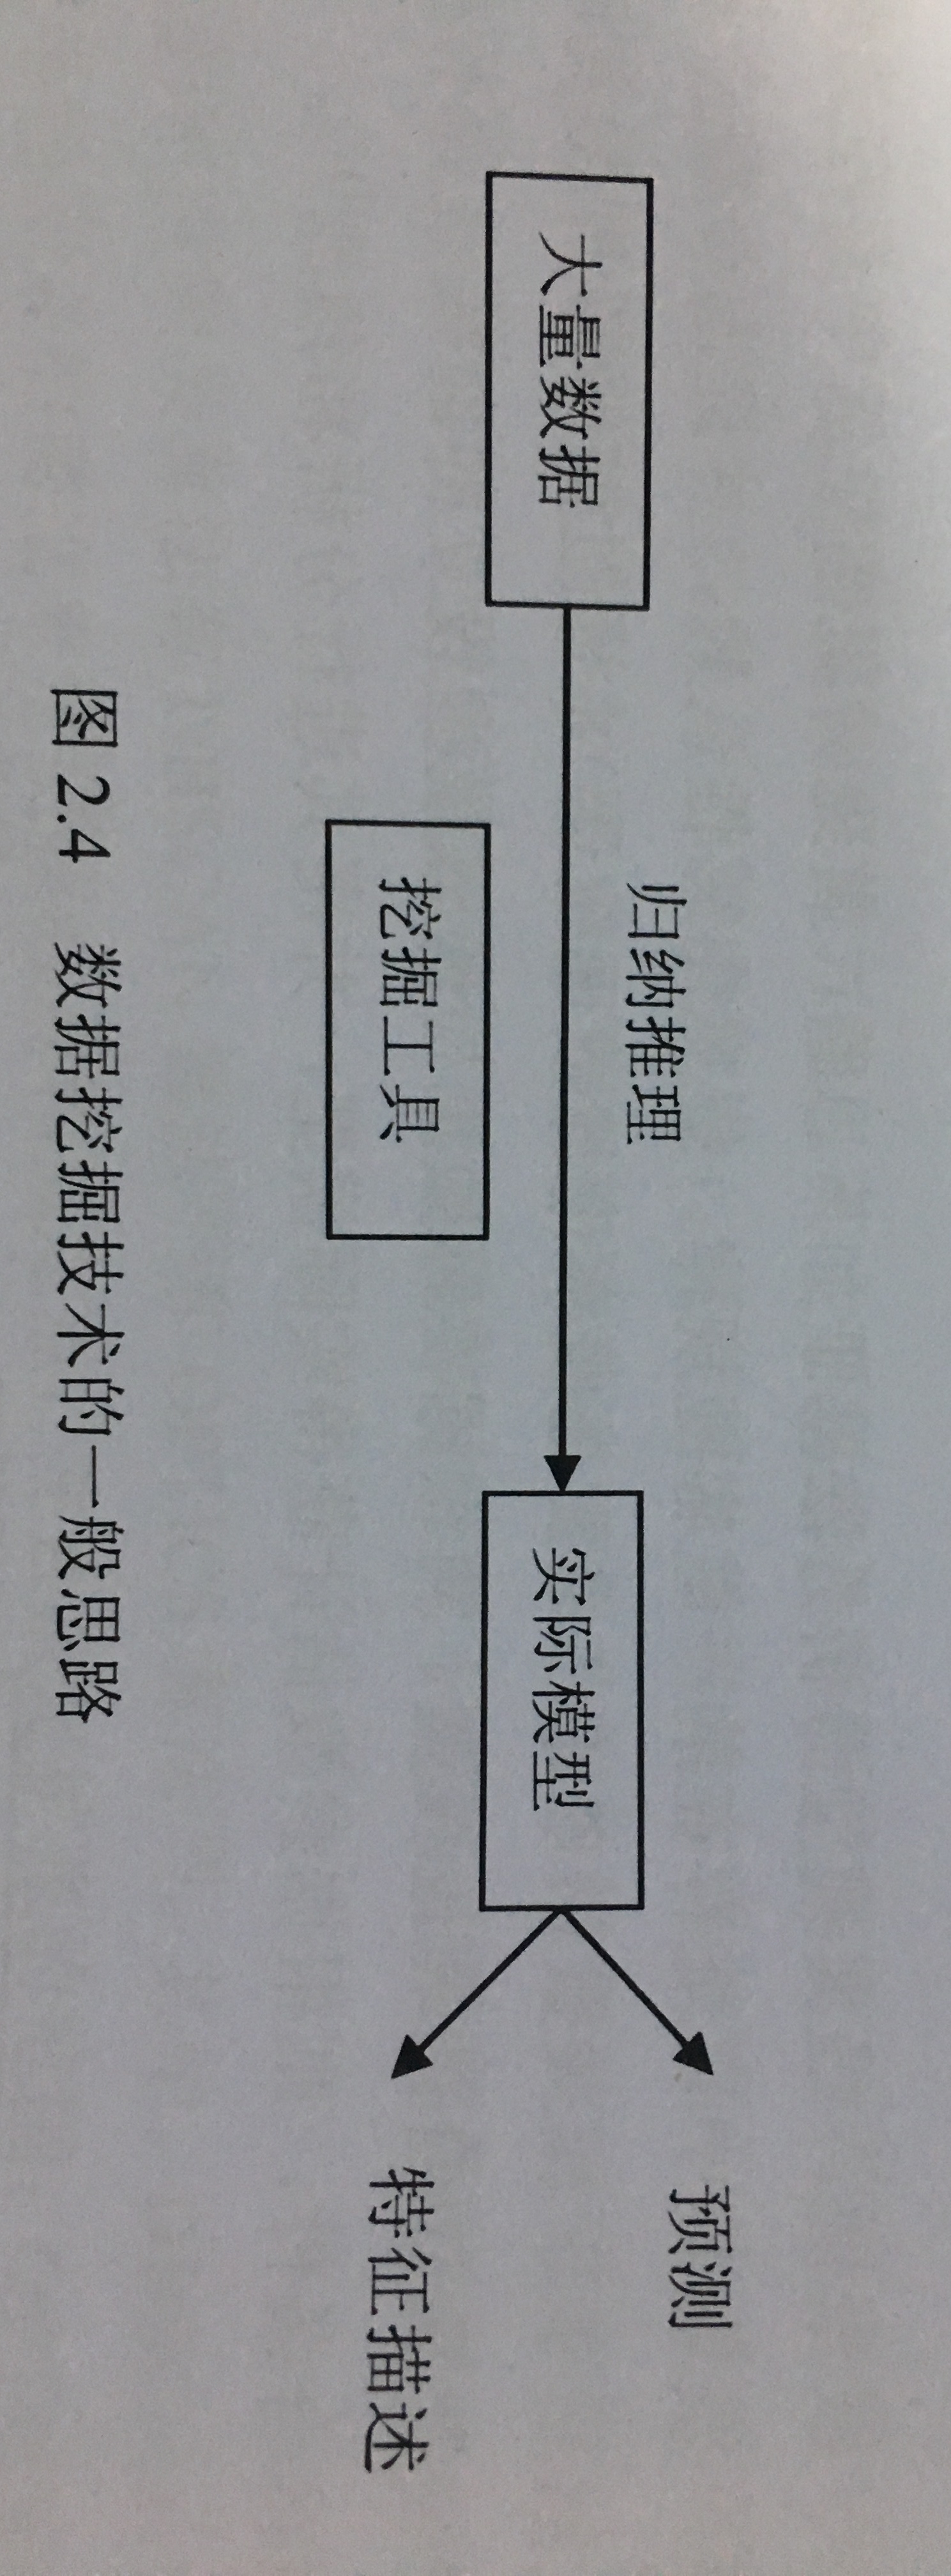 归纳推理
大量数据
实际模型
预测
挖掘工具
特征描述
图 2.4 数据挖掘技术的一般思路